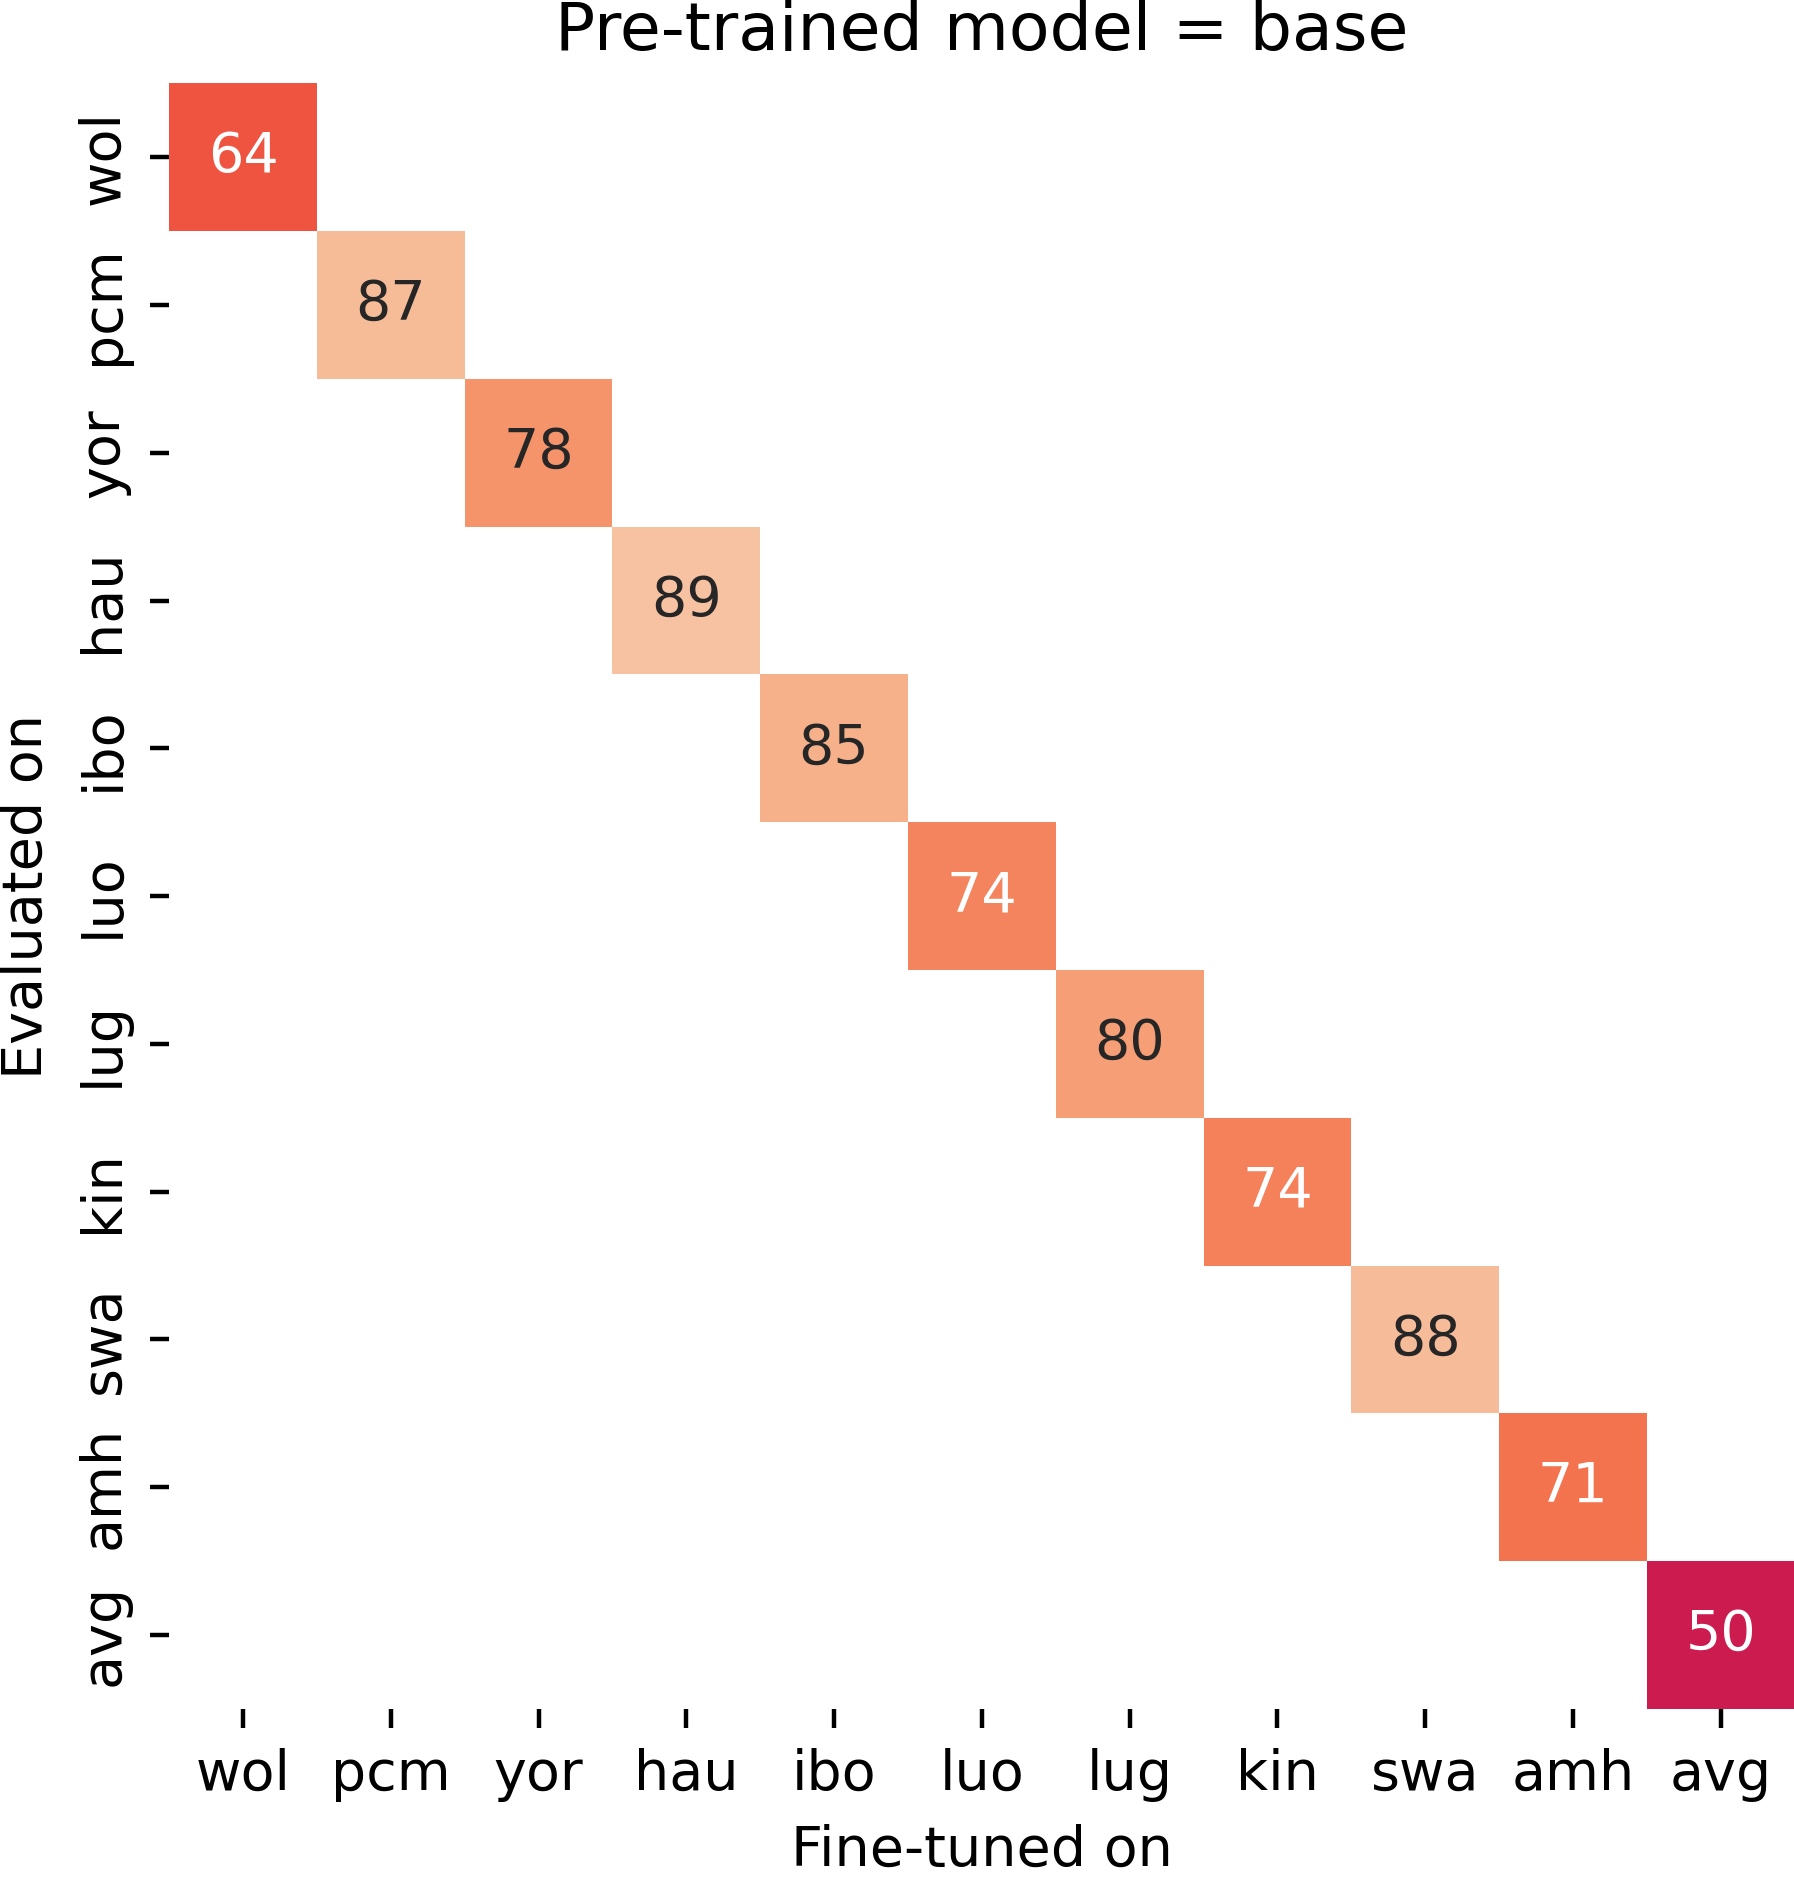 Pre-trained model = base
Evaluated on
wol 64
pcm 87
yor 78
hau 89
ibo 85
luo 74
lug 80
kin 74
swa 88
amh 71
avg 50
wol pcm yor hau ibo luo lug kin swa amh avg
Fine-tuned on